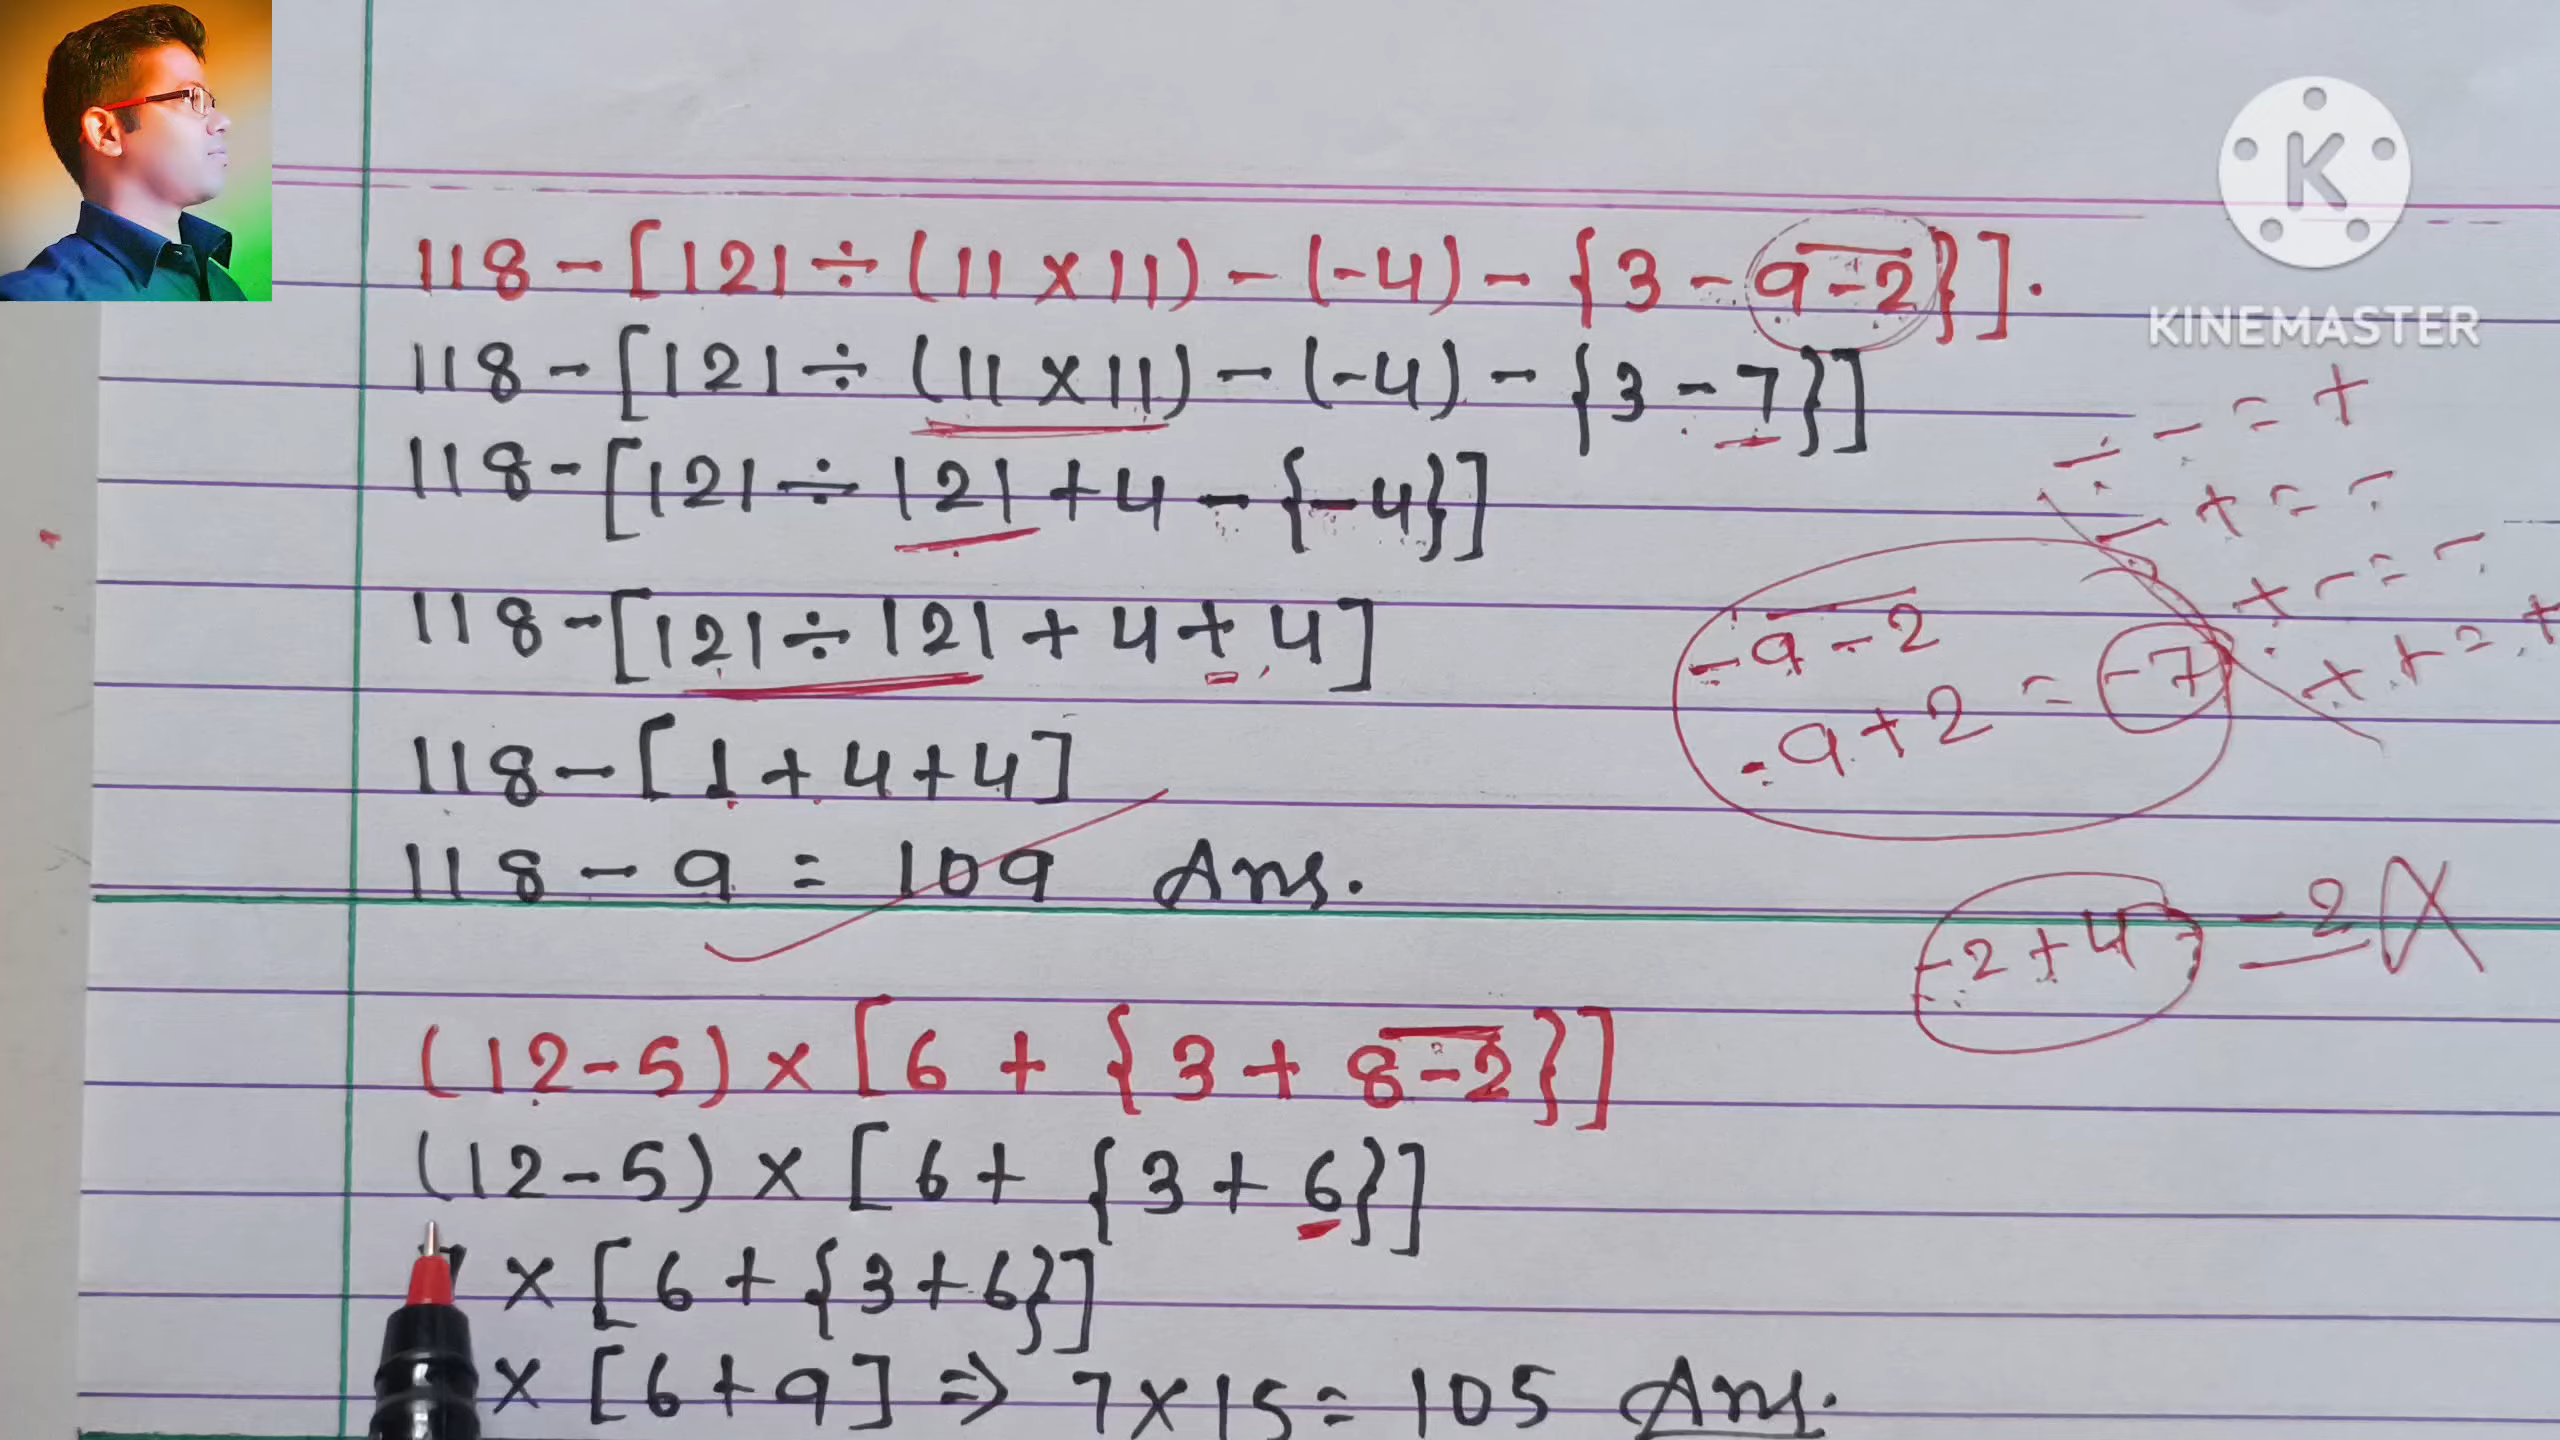 118 - [121 ÷ (11 × 11) - (-4) - {3 - 9̅ ̅-̅ ̅2̅}].
118 - [121 ÷ (11 × 11) - (-4) - {3 - 7}]
118 - [121 ÷ 121 + 4 - {-4}]
118 - [121 ÷ 121 + 4 + 4]
118 - [1 + 4 + 4]
118 - 9 = 109 Ans.
(12 - 5) × [6 + {3 + 8̅ ̅-̅ ̅2̅}]
(12 - 5) × [6 + {3 + 6}]
7 × [6 + {3 + 6}]
× [6 + 9] ⇒ 7 × 15 = 105 Ans.
KINEMASTER
- - = +
- + = -
+ - = -
+ + = +
- 9̅ ̅-̅ ̅2̅
- 9 + 2 = -7
-2 + 4 -2 X